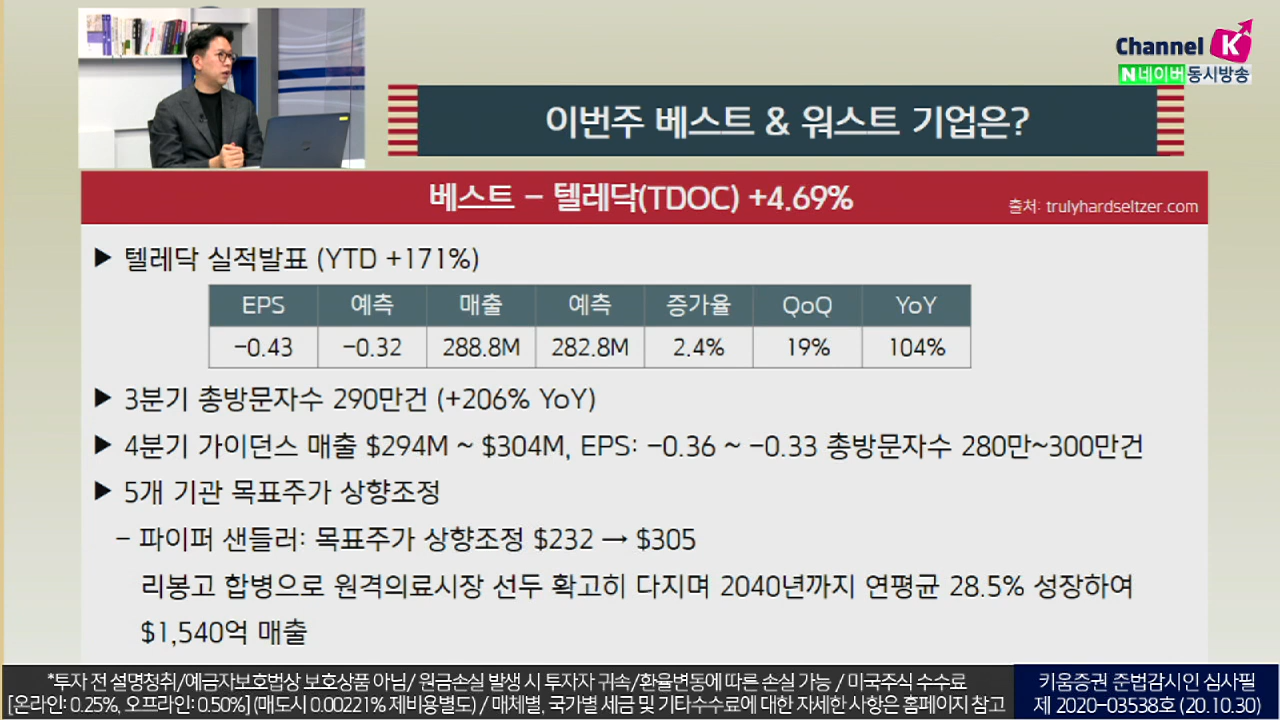 Channel K
N 네이버 동시방송
이번주 베스트 & 워스트 기업은?
베스트 - 텔레닥(TDOC) +4.69%
출처: trulyhardseltzer.com
▶ 텔레닥 실적발표 (YTD +171%)
EPS 예측 매출 예측 증가율 QoQ YoY
-0.43 -0.32 288.8M 282.8M 2.4% 19% 104%
▶ 3분기 총방문자수 290만건 (+206% YoY)
▶ 4분기 가이던스 매출 $294M ~ $304M, EPS: -0.36 ~ -0.33 총방문자수 280만~300만건
▶ 5개 기관 목표주가 상향조정
- 파이퍼 샌들러: 목표주가 상향조정 $232 → $305
리봉고 합병으로 원격의료시장 선두 확고히 다지며 2040년까지 연평균 28.5% 성장하여
$1,540억 매출
*투자 전 설명청취/예금자보호법상 보호상품 아님/ 원금손실 발생 시 투자자 귀속/환율변동에 따른 손실 가능 / 미국주식 수수료
[온라인: 0.25%, 오프라인: 0.50%] (매도시 0.00221% 제비용별도) / 매체별, 국가별 세금 및 기타수수료에 대한 자세한 사항은 홈페이지 참고
키움증권 준법감시인 심사필
제 2020-03538호 (20.10.30)